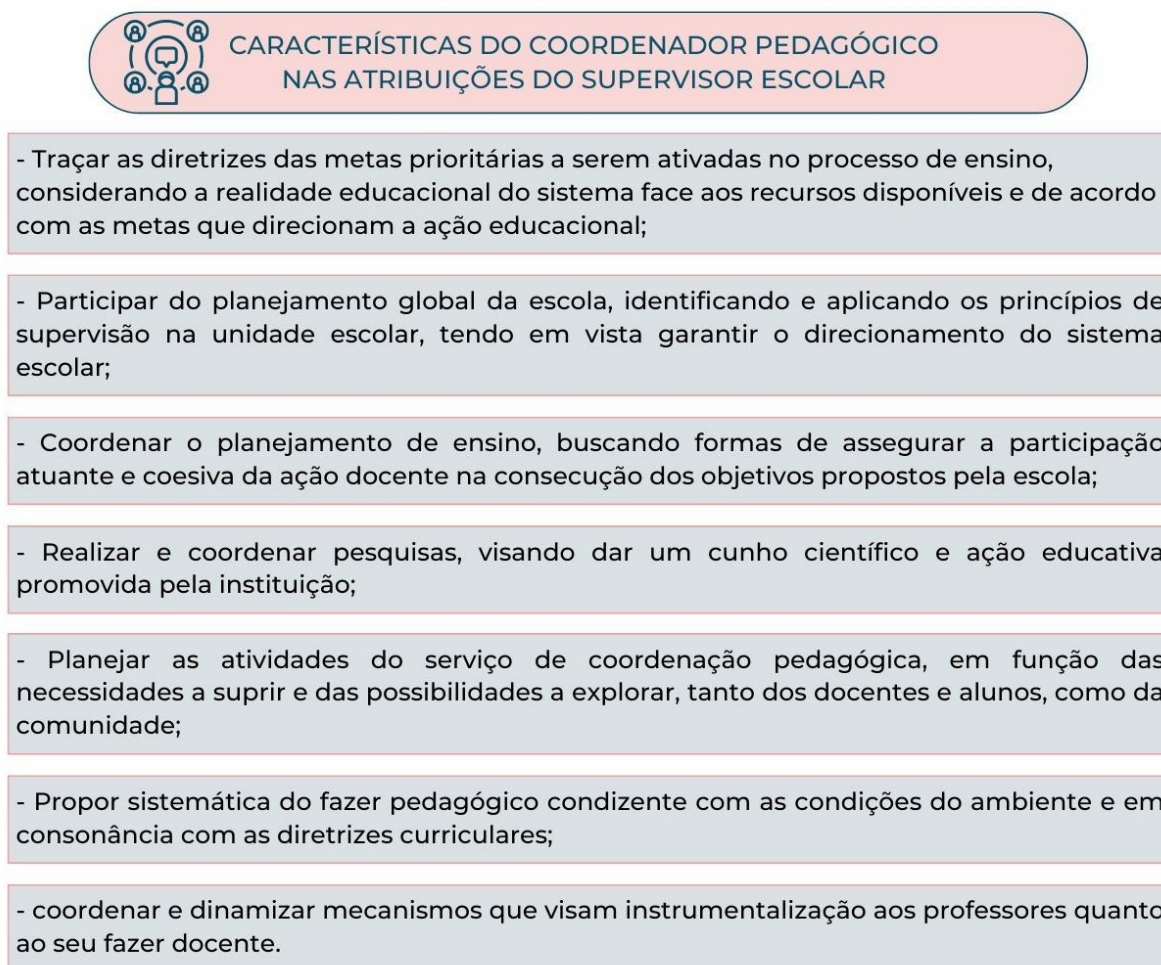 CARACTERÍSTICAS DO COORDENADOR PEDAGÓGICO
NAS ATRIBUIÇÕES DO SUPERVISOR ESCOLAR
- Traçar as diretrizes das metas prioritárias a serem ativadas no processo de ensino,
considerando a realidade educacional do sistema face aos recursos disponíveis e de acordo
com as metas que direcionam a ação educacional;
- Participar do planejamento global da escola, identificando e aplicando os princípios de
supervisão na unidade escolar, tendo em vista garantir o direcionamento do sistema
escolar;
- Coordenar o planejamento de ensino, buscando formas de assegurar a participação
atuante e coesiva da ação docente na consecução dos objetivos propostos pela escola;
- Realizar e coordenar pesquisas, visando dar um cunho científico e ação educativa
promovida pela instituição;
- Planejar as atividades do serviço de coordenação pedagógica, em função das
necessidades a suprir e das possibilidades a explorar, tanto dos docentes e alunos, como da
comunidade;
- Propor sistemática do fazer pedagógico condizente com as condições do ambiente e em
consonância com as diretrizes curriculares;
- coordenar e dinamizar mecanismos que visam instrumentalização aos professores quanto
ao seu fazer docente.